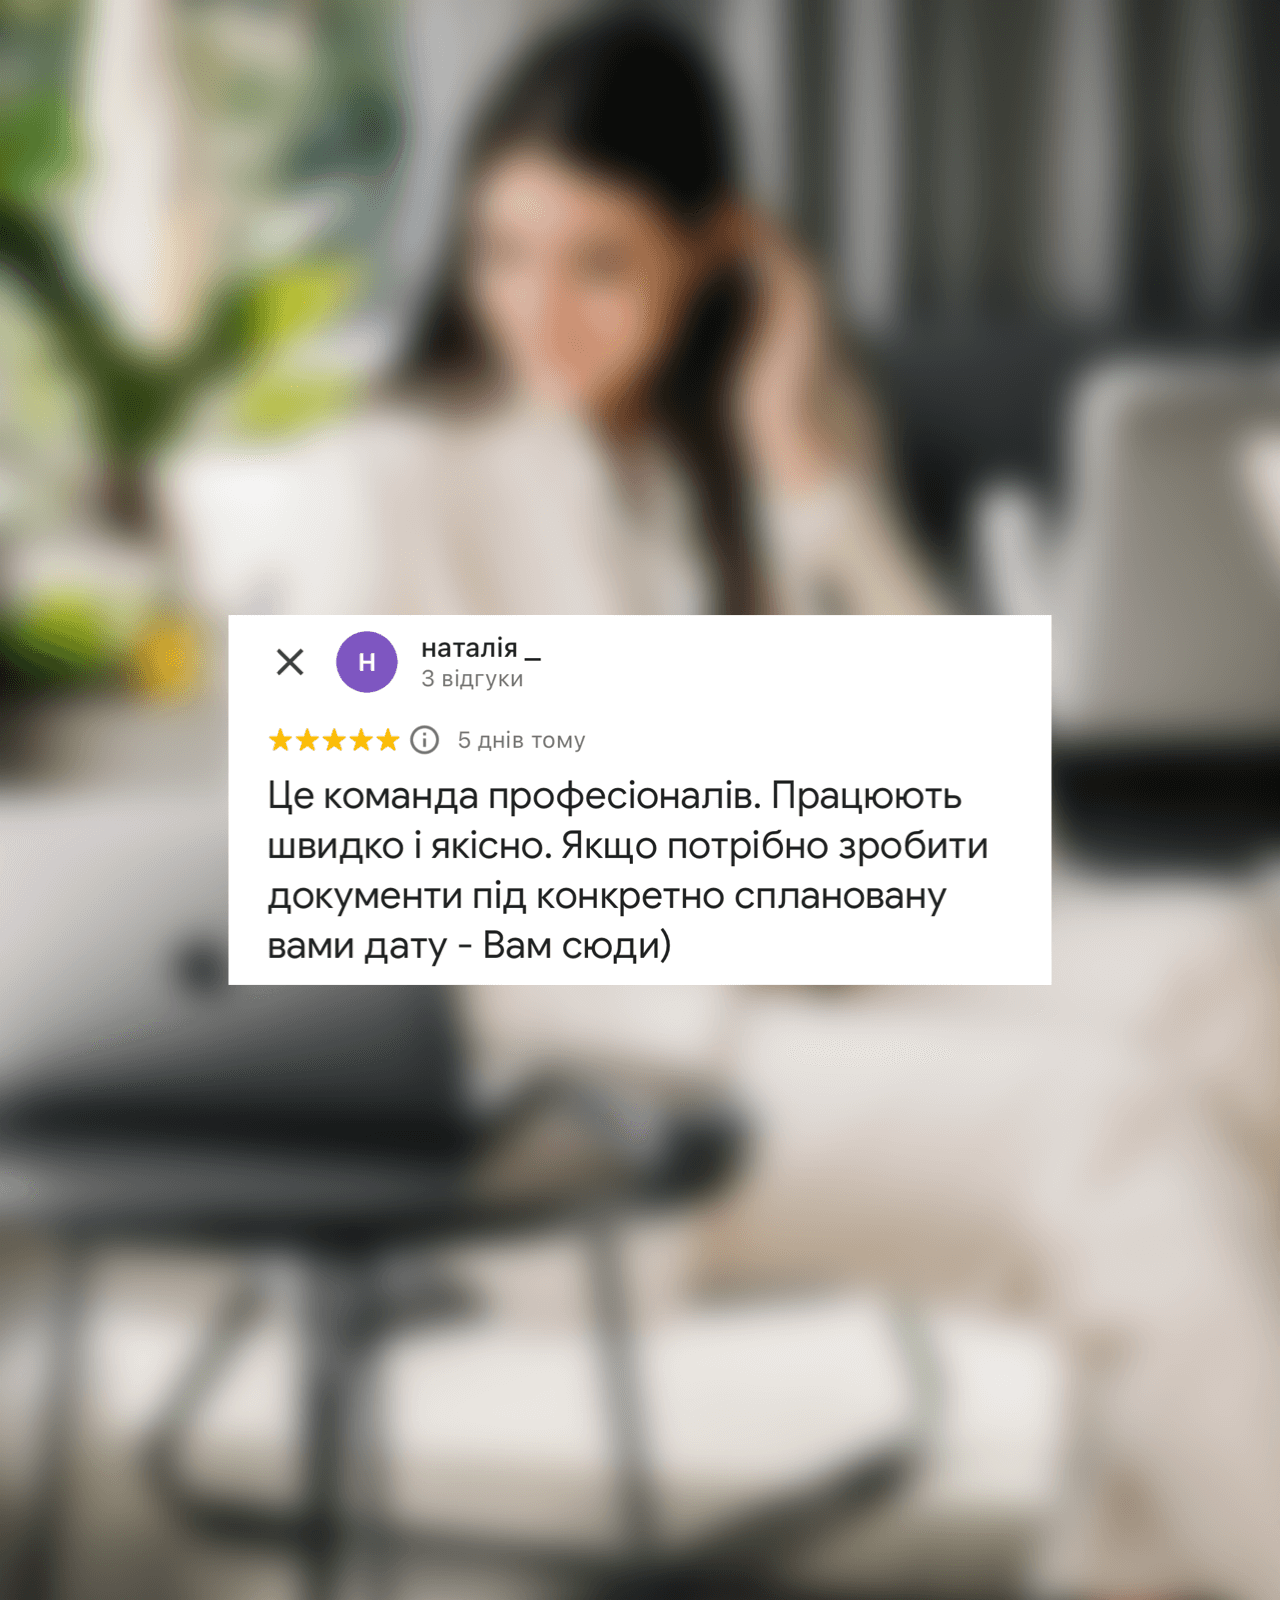 Н
наталія _
3 відгуки
5 днів тому
Це команда професіоналів. Працюють
швидко і якісно. Якщо потрібно зробити
документи під конкретно сплановану
вами дату - Вам сюди)